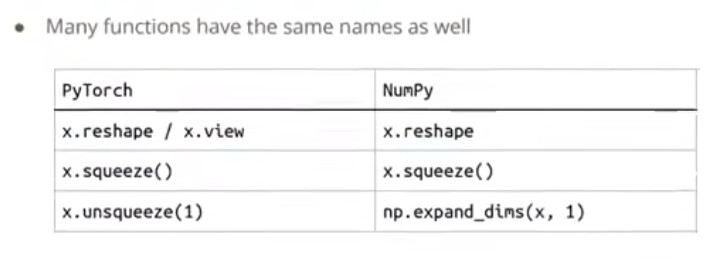 • Many functions have the same names as well
PyTorch NumPy
x.reshape / x.view x.reshape
x.squeeze() x.squeeze()
x.unsqueeze(1) np.expand_dims(x, 1)